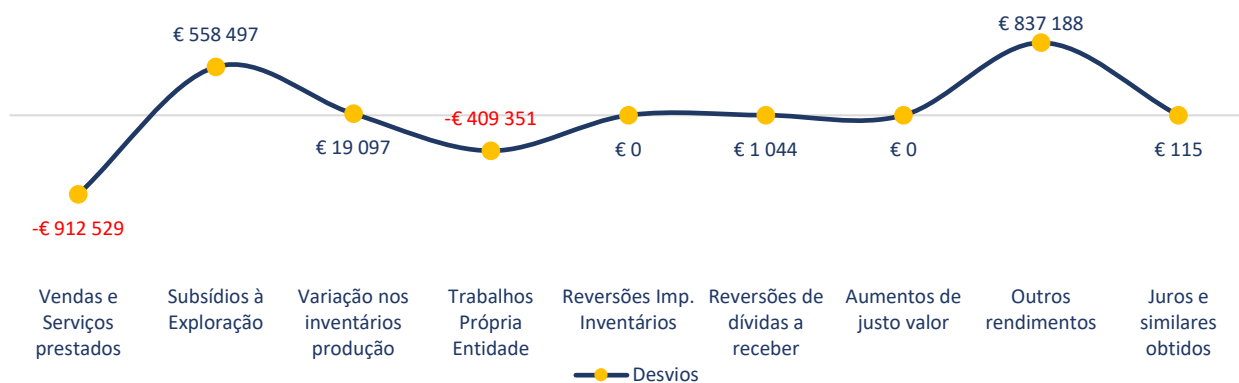 € 837 188
€ 558 497
-€ 409 351
€ 19 097
€ 0
€ 1 044
€ 0
€ 115
-€ 912 529
Vendas e
Serviços
prestados
Subsídios à
Exploração
Variação nos
inventários
produção
Trabalhos
Própria
Entidade
Reversões Imp.
Inventários
Reversões de
dívidas a
receber
Aumentos de
justo valor
Outros
rendimentos
Juros e
similares
obtidos
Desvios